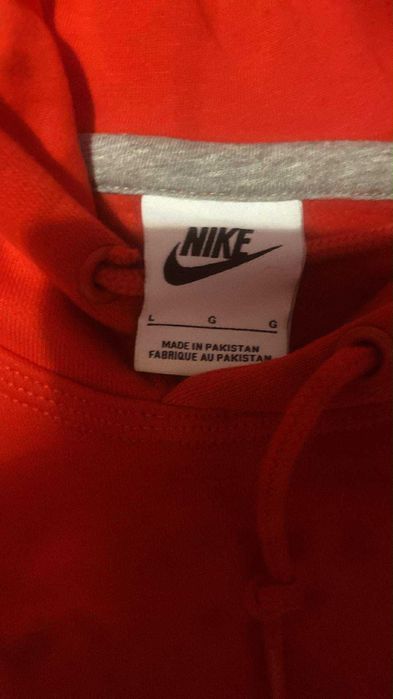 NIKE
L G G
MADE IN PAKISTAN
FABRIQUE AU PAKISTAN